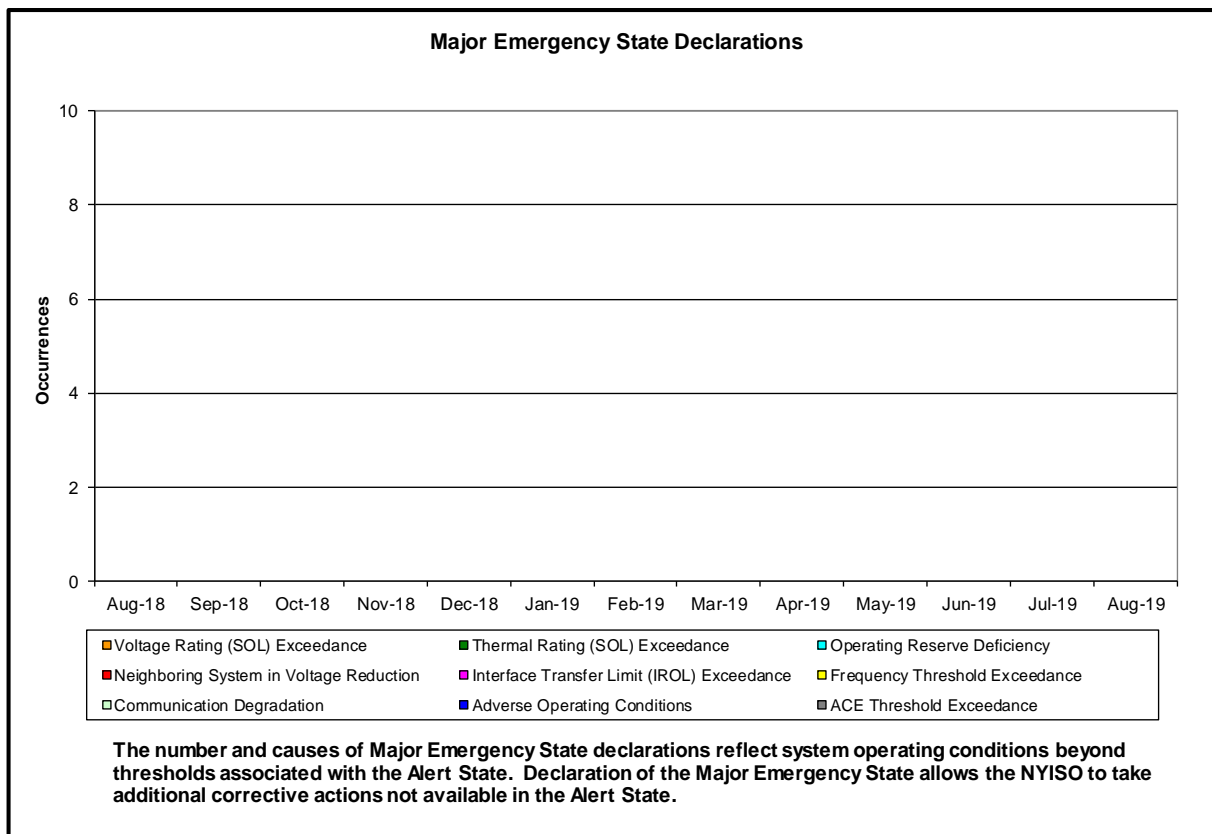 Major Emergency State Declarations
10
8
6
4
2
0
Occurrences
Aug-18 Sep-18 Oct-18 Nov-18 Dec-18 Jan-19 Feb-19 Mar-19 Apr-19 May-19 Jun-19 Jul-19 Aug-19
Voltage Rating (SOL) Exceedance Thermal Rating (SOL) Exceedance Operating Reserve Deficiency
Neighboring System in Voltage Reduction Interface Transfer Limit (IROL) Exceedance Frequency Threshold Exceedance
Communication Degradation Adverse Operating Conditions ACE Threshold Exceedance
The number and causes of Major Emergency State declarations reflect system operating conditions beyond
thresholds associated with the Alert State.  Declaration of the Major Emergency State allows the NYISO to take
additional corrective actions not available in the Alert State.